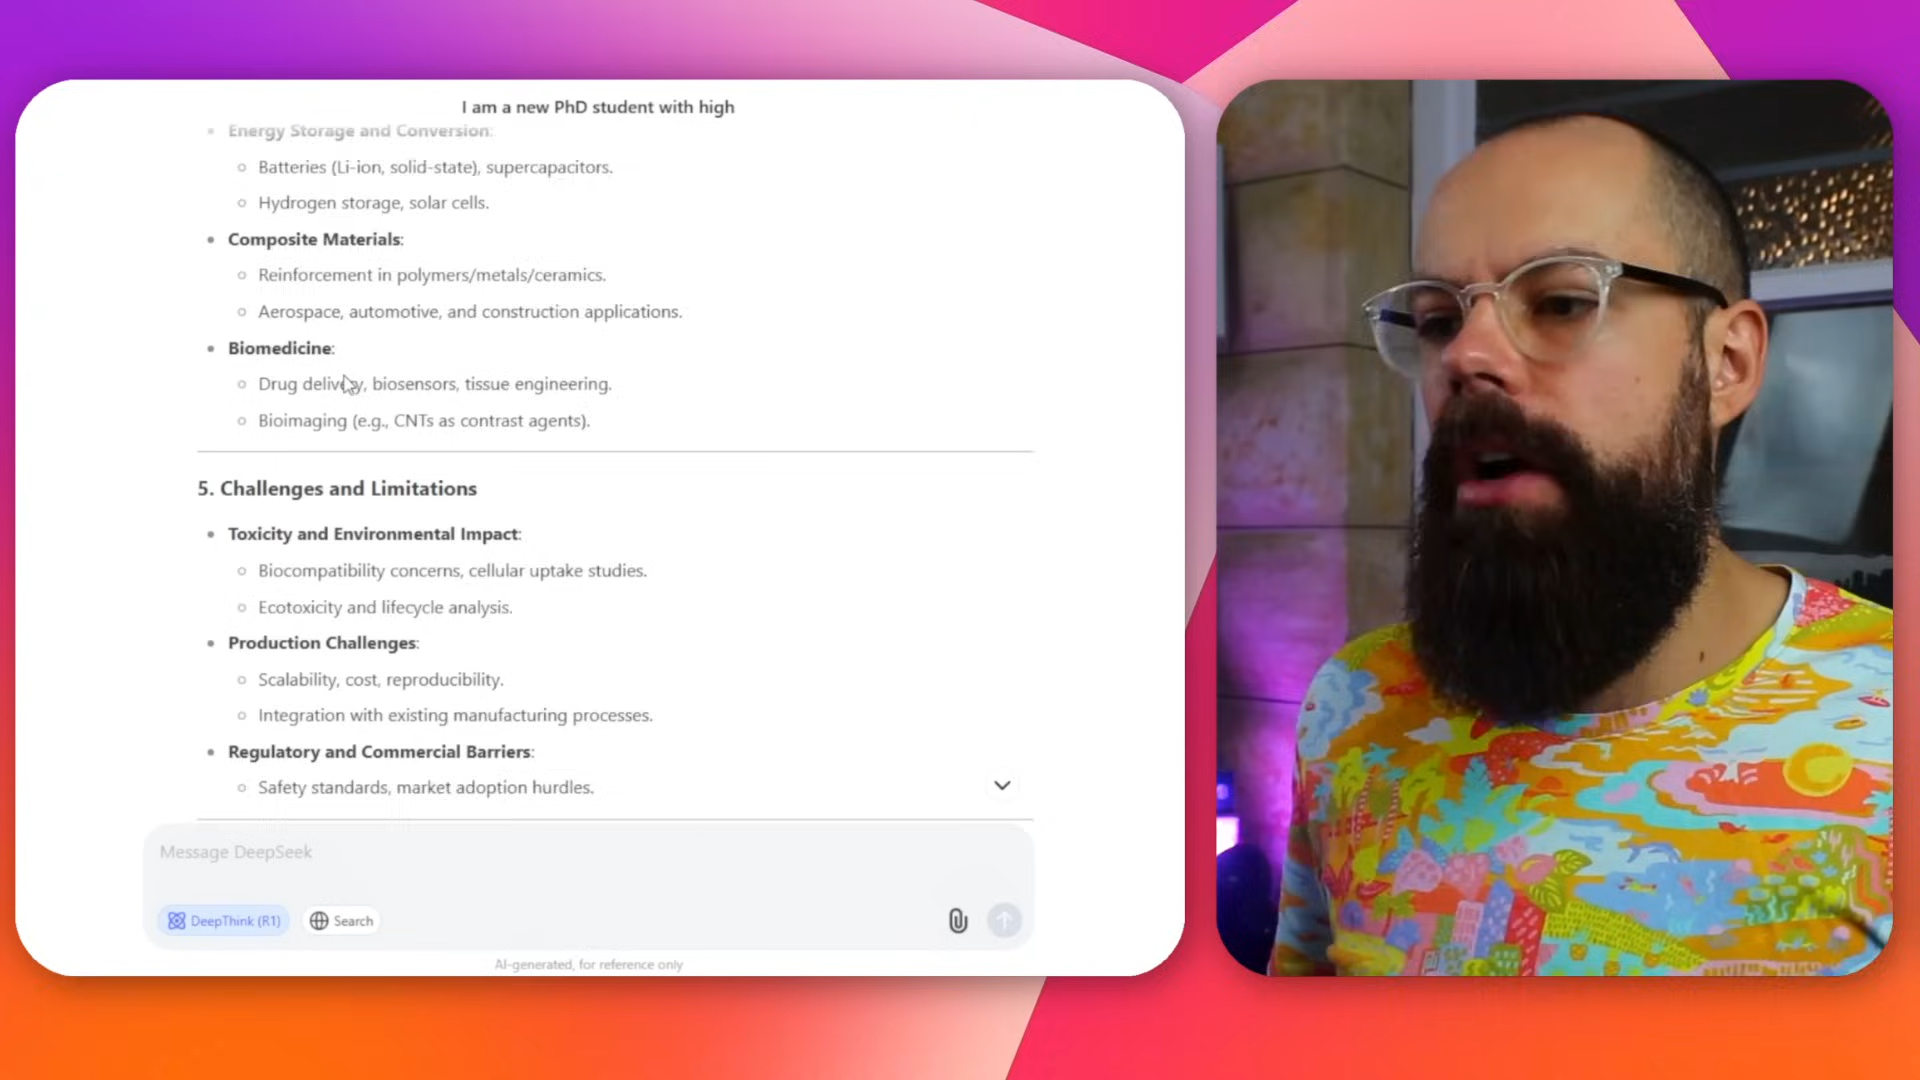 I am a new PhD student with high
Energy Storage and Conversion:
Batteries (Li-ion, solid-state), supercapacitors.
Hydrogen storage, solar cells.
Composite Materials:
Reinforcement in polymers/metals/ceramics.
Aerospace, automotive, and construction applications.
Biomedicine:
Drug delivery, biosensors, tissue engineering.
Bioimaging (e.g., CNTs as contrast agents).
5. Challenges and Limitations
Toxicity and Environmental Impact:
Biocompatibility concerns, cellular uptake studies.
Ecotoxicity and lifecycle analysis.
Production Challenges:
Scalability, cost, reproducibility.
Integration with existing manufacturing processes.
Regulatory and Commercial Barriers:
Safety standards, market adoption hurdles.
Message DeepSeek
DeepThink (R1) Search
AI-generated, for reference only